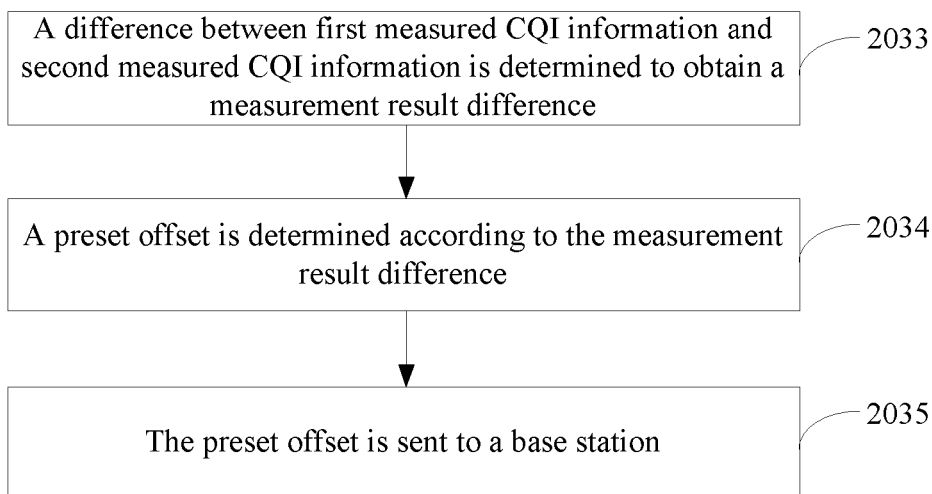 A difference between first measured CQI information and
second measured CQI information is determined to obtain a
measurement result difference
2033
A preset offset is determined according to the measurement
result difference
2034
The preset offset is sent to a base station
2035